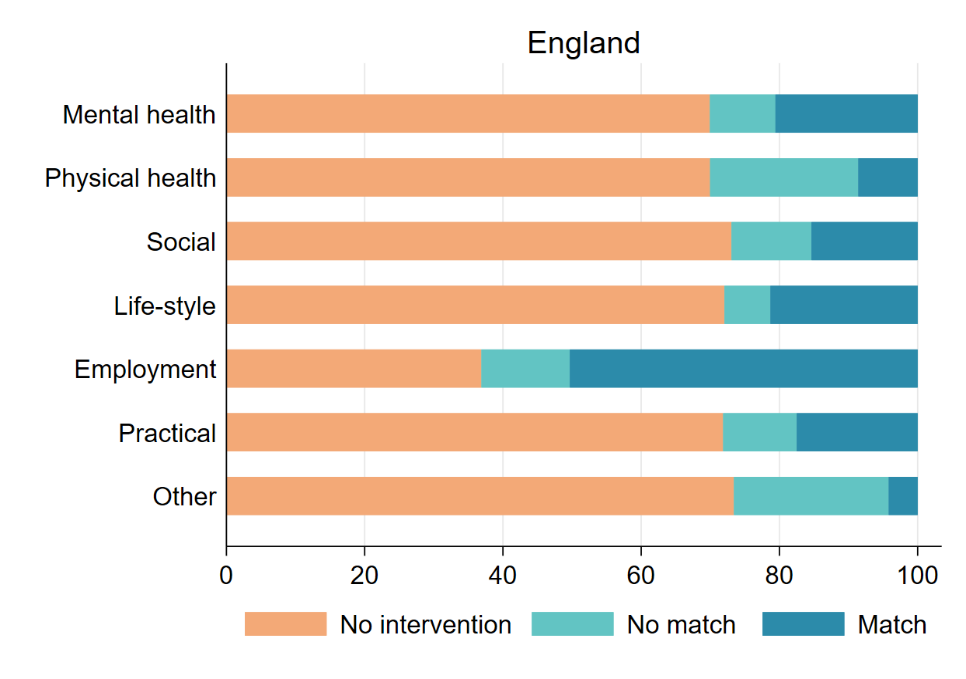 England
Mental health
Physical health
Social
Life-style
Employment
Practical
Other
0 20 40 60 80 100
No intervention No match Match